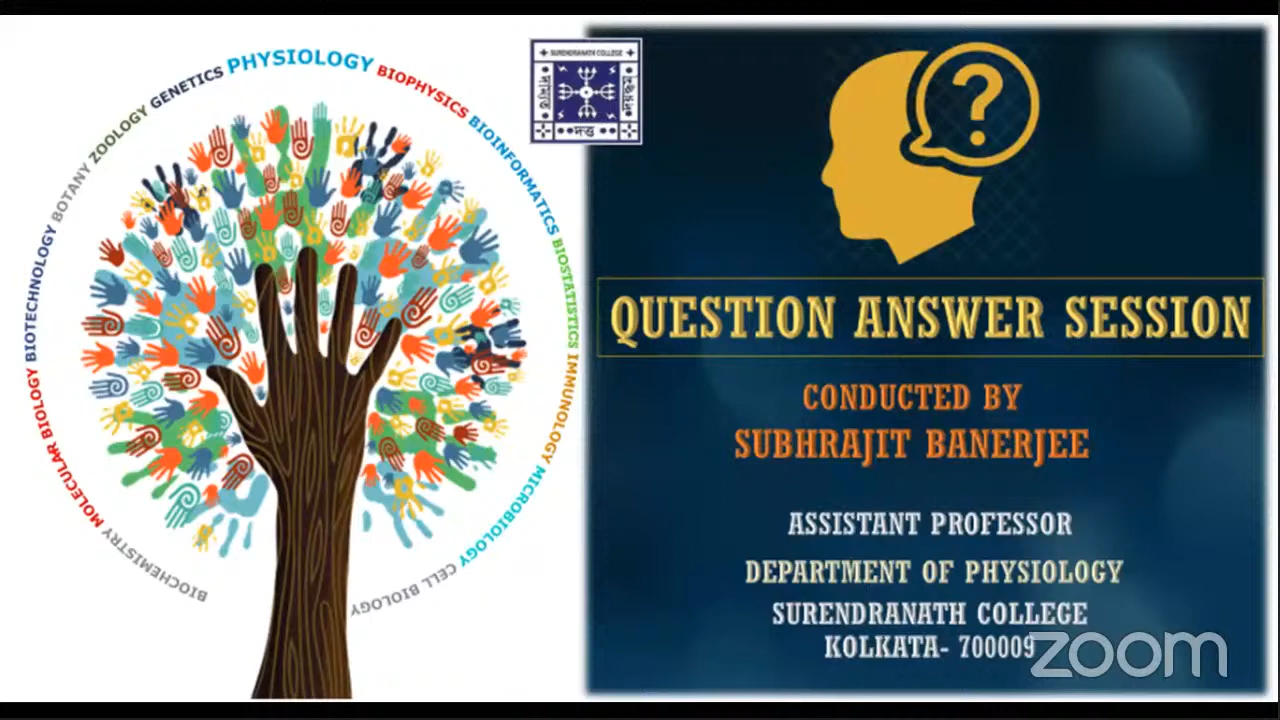 BIOCHEMISTRY MOLECULAR BIOLOGY BIOTECHNOLOGY BOTANY ZOOLOGY GENETICS PHYSIOLOGY BIOPHYSICS BIOINFORMATICS BIOSTATISTICS IMMUNOLOGY MICROBIOLOGY CELL BIOLOGY
SURENDRANATH COLLEGE
দত্ত
?
QUESTION ANSWER SESSION
CONDUCTED BY
SUBHRAJIT BANERJEE
ASSISTANT PROFESSOR
DEPARTMENT OF PHYSIOLOGY
SURENDRANATH COLLEGE
KOLKATA- 700009
zoom